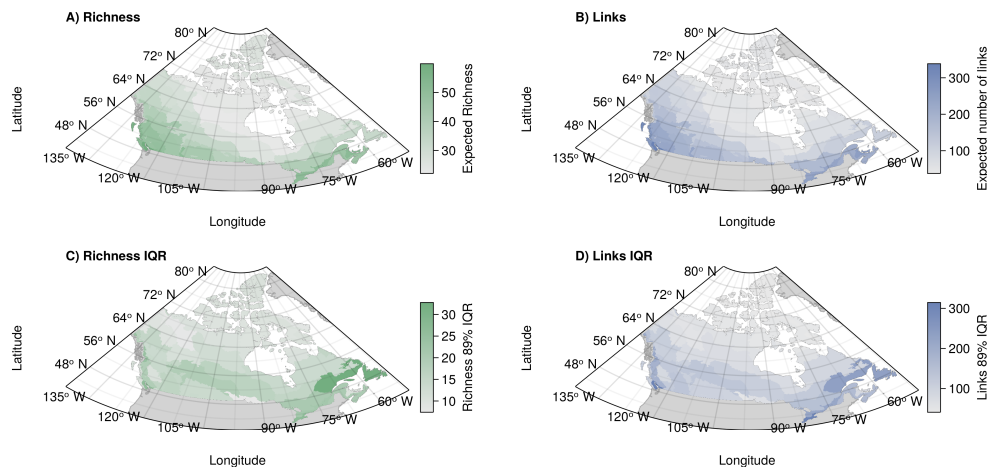 A) Richness
80° N
72° N
64° N
56° N
48° N
135° W
120° W
105° W
90° W
75° W
60° W
Latitude
Longitude
50
40
30
Expected Richness
B) Links
80° N
72° N
64° N
56° N
48° N
135° W
120° W
105° W
90° W
75° W
60° W
Latitude
Longitude
300
200
100
Expected number of links
C) Richness IQR
80° N
72° N
64° N
56° N
48° N
135° W
120° W
105° W
90° W
75° W
60° W
Latitude
Longitude
30
25
20
15
10
Richness 89% IQR
D) Links IQR
80° N
72° N
64° N
56° N
48° N
135° W
120° W
105° W
90° W
75° W
60° W
Latitude
Longitude
300
200
100
Links 89% IQR